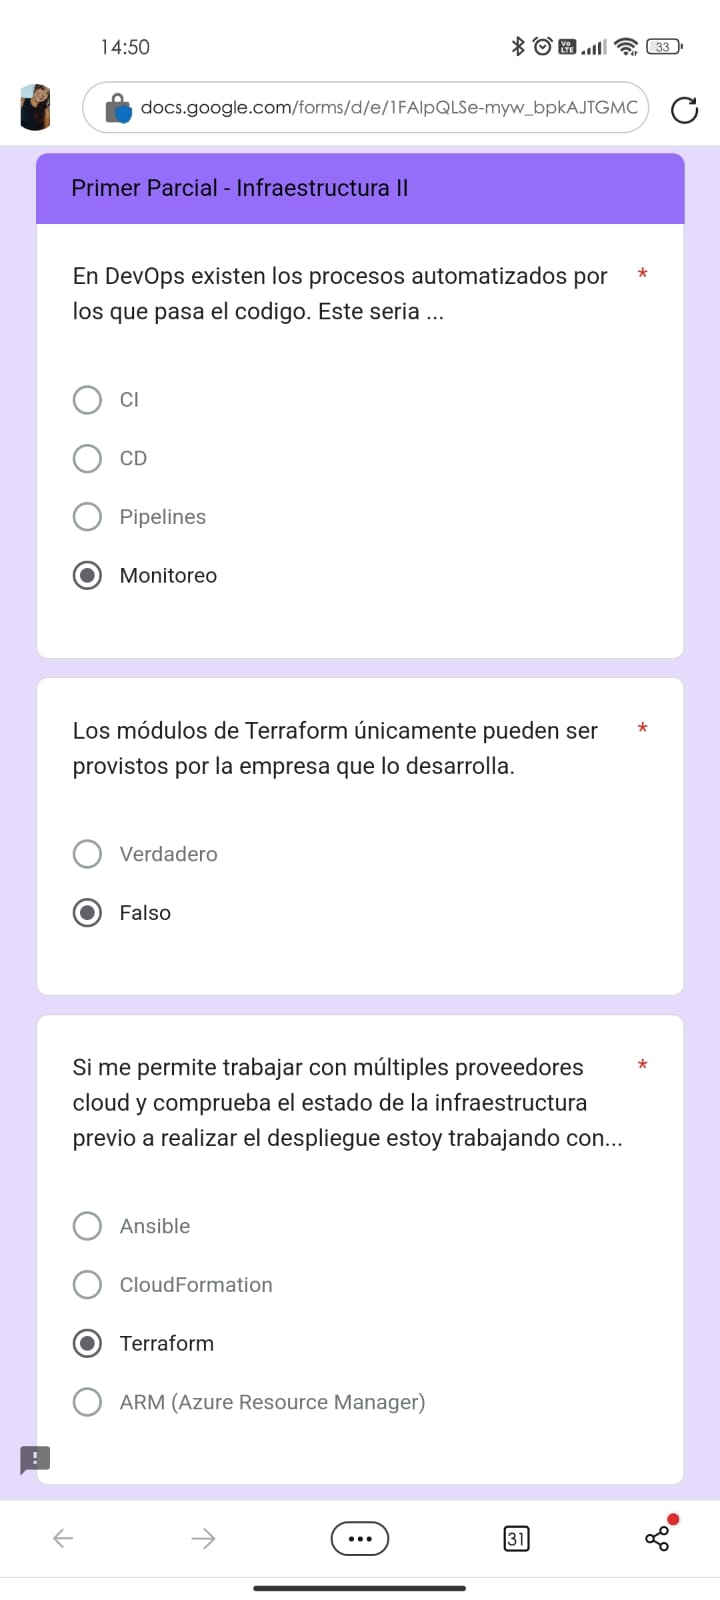 14:50
Vo LTE
33
docs.google.com/forms/d/e/1FAIpQLSe-myw_bpkAJTGMC
Primer Parcial - Infraestructura II
En DevOps existen los procesos automatizados por *
los que pasa el codigo. Este seria ...
CI
CD
Pipelines
Monitoreo
Los módulos de Terraform únicamente pueden ser *
provistos por la empresa que lo desarrolla.
Verdadero
Falso
Si me permite trabajar con múltiples proveedores *
cloud y comprueba el estado de la infraestructura
previo a realizar el despliegue estoy trabajando con...
Ansible
CloudFormation
Terraform
ARM (Azure Resource Manager)
31